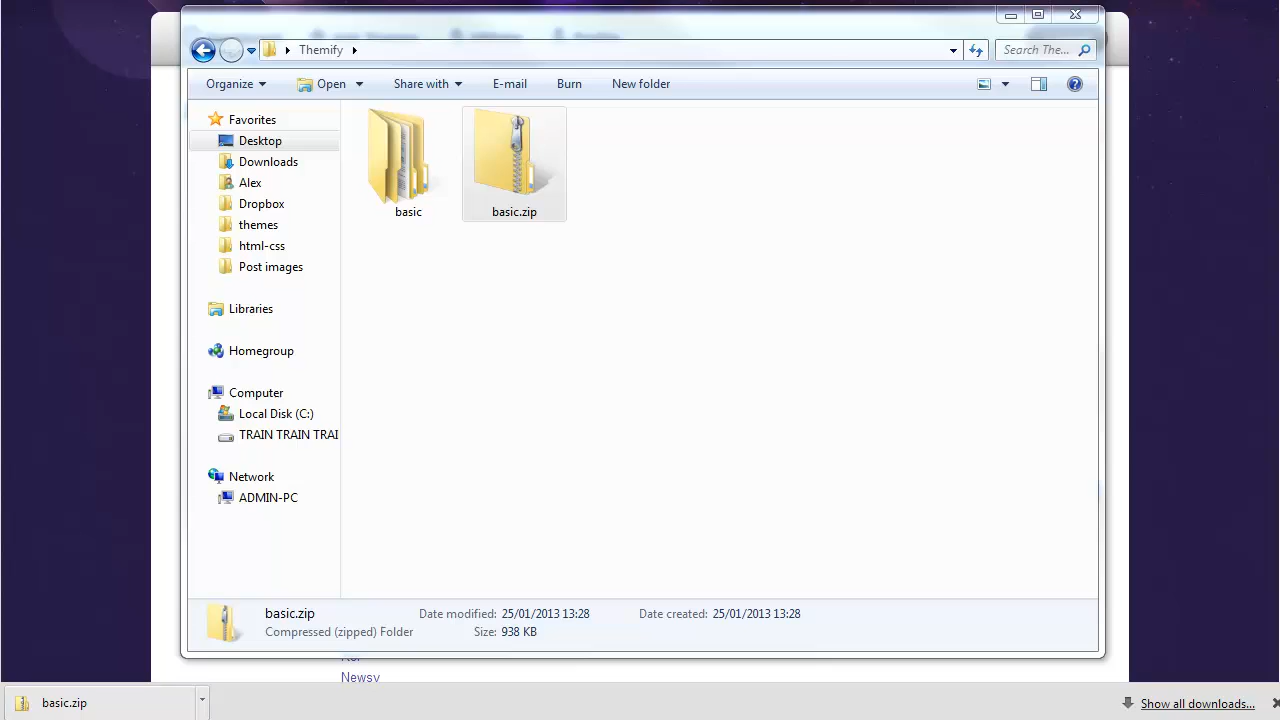 Themify
Search The...
Organize
Open
Share with
E-mail
Burn
New folder
Favorites
Desktop
Downloads
Alex
Dropbox
themes
html-css
Post images
Libraries
Homegroup
Computer
Local Disk (C:)
TRAIN TRAIN TRAI
Network
ADMIN-PC
basic
basic.zip
basic.zip
Date modified: 25/01/2013 13:28
Date created: 25/01/2013 13:28
Compressed (zipped) Folder
Size: 938 KB
Newsy
basic.zip
Show all downloads...